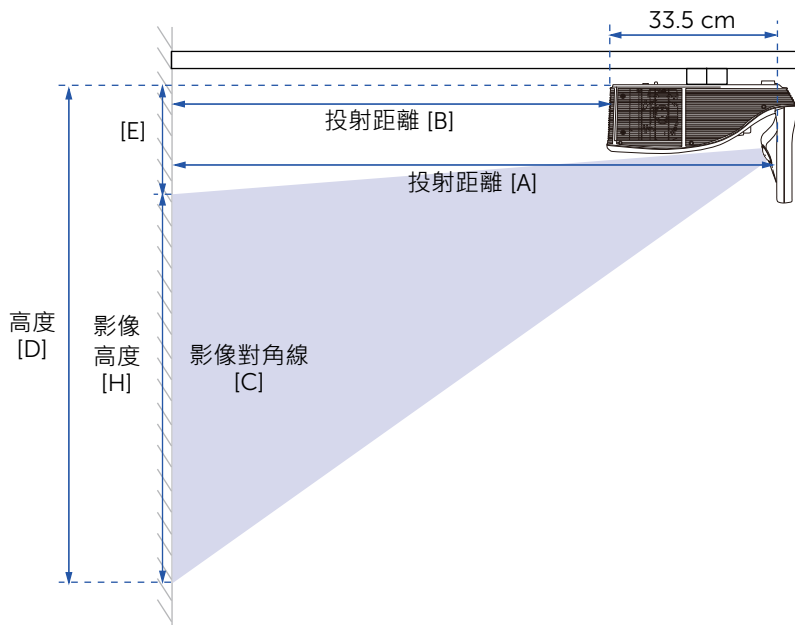 33.5 cm
[E]
投射距離 [B]
投射距離 [A]
高度
[D]
影像
高度
[H]
影像對角線
[C]